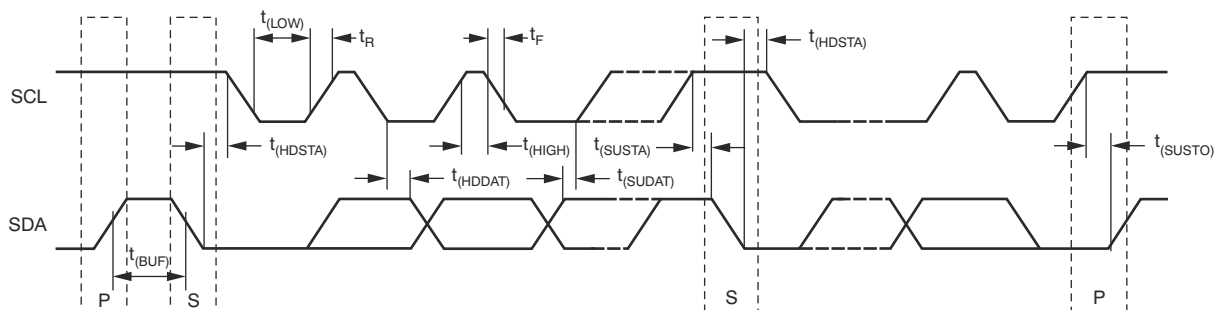 t(LOW)
tR
tF
t(HDSTA)
SCL
t(HDSTA)
t(HIGH)
t(SUSTA)
t(SUSTO)
t(HDDAT)
t(SUDAT)
SDA
t(BUF)
P
S
S
P